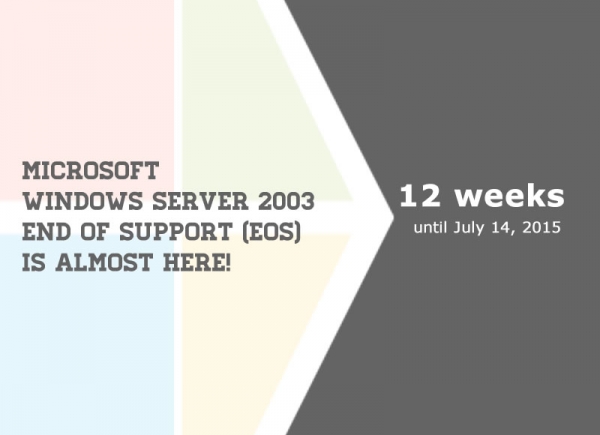 MICROSOFT
WINDOWS SERVER 2003
END OF SUPPORT (EOS)
IS ALMOST HERE!
12 weeks
until July 14, 2015